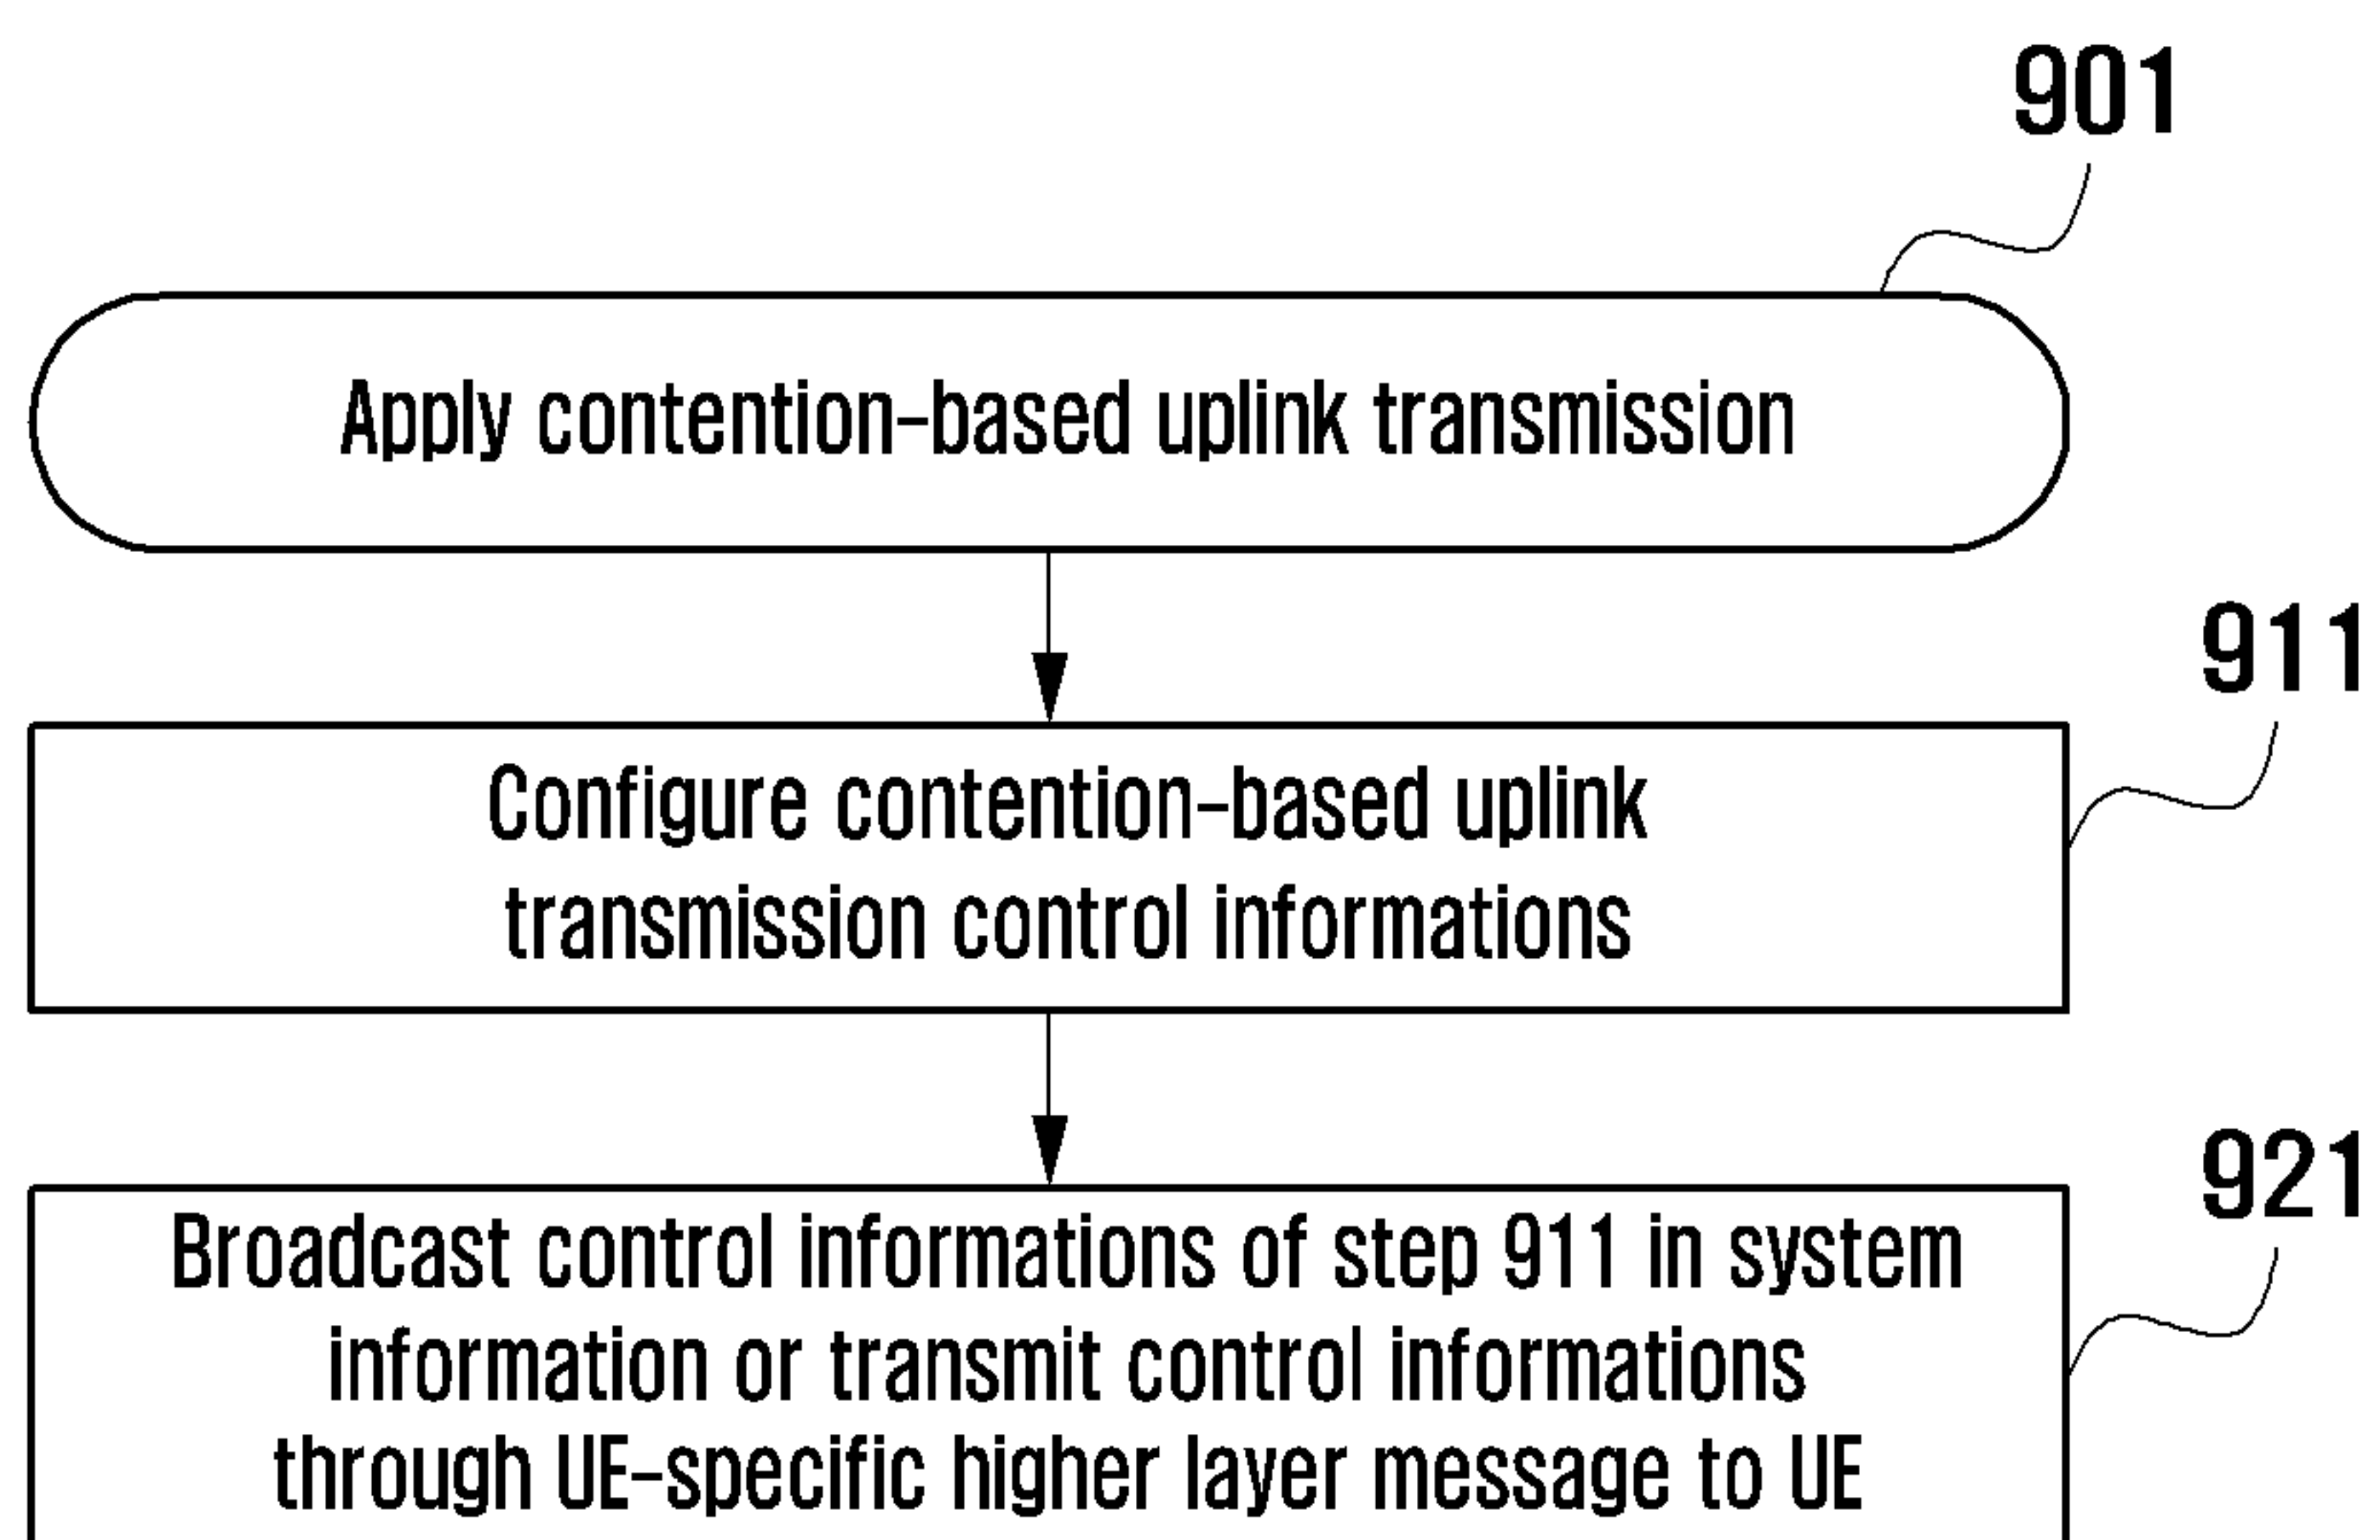 901
Apply contention-based uplink transmission
911
Configure contention-based uplink
transmission control informations
921
Broadcast control informations of step 911 in system
information or transmit control informations
through UE-specific higher layer message to UE